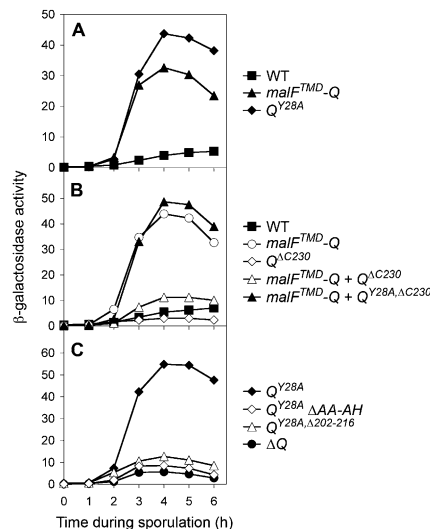 A
50
40
30
20
10
0
WT
malF^TMD-Q
Q^Y28A
β-galactosidase activity
B
50
40
30
20
10
0
WT
malF^TMD-Q
Q^ΔC230
malF^TMD-Q + Q^ΔC230
malF^TMD-Q + Q^Y28A,ΔC230
C
60
50
40
30
20
10
0
Q^Y28A
Q^Y28A ΔAA-AH
Q^Y28A,Δ202-216
ΔQ
0 1 2 3 4 5 6
Time during sporulation (h)